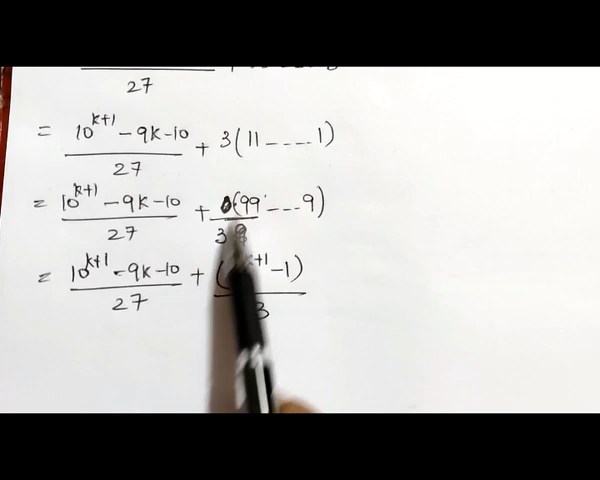 27
= 10^(k+1) - 9k - 10 / 27 + 3(11 ---- 1)
= 10^(k+1) - 9k - 10 / 27 + (99 --- 9) / 3
= 10^(k+1) - 9k - 10 / 27 + ( k+1 - 1) / 3